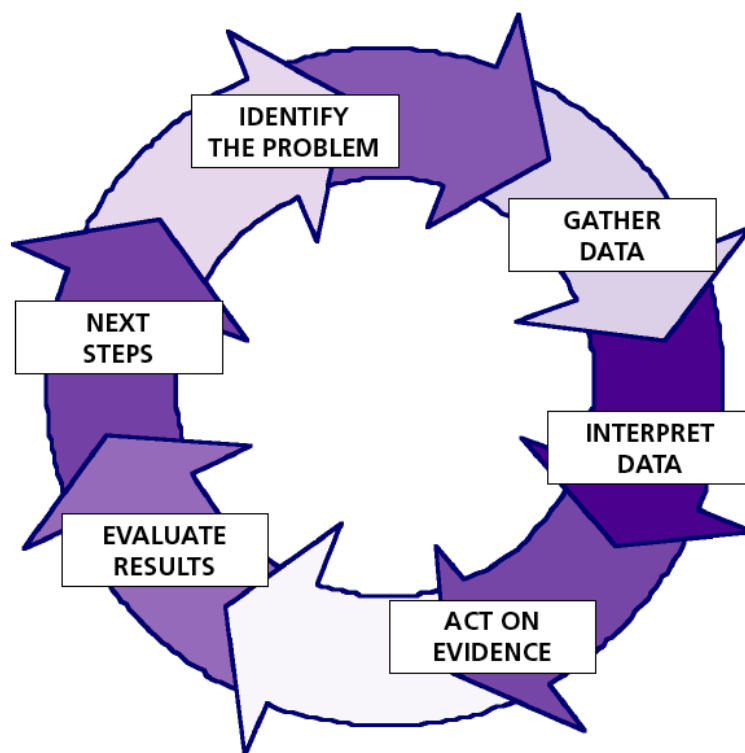 IDENTIFY
THE PROBLEM
GATHER
DATA
INTERPRET
DATA
ACT ON
EVIDENCE
EVALUATE
RESULTS
NEXT
STEPS